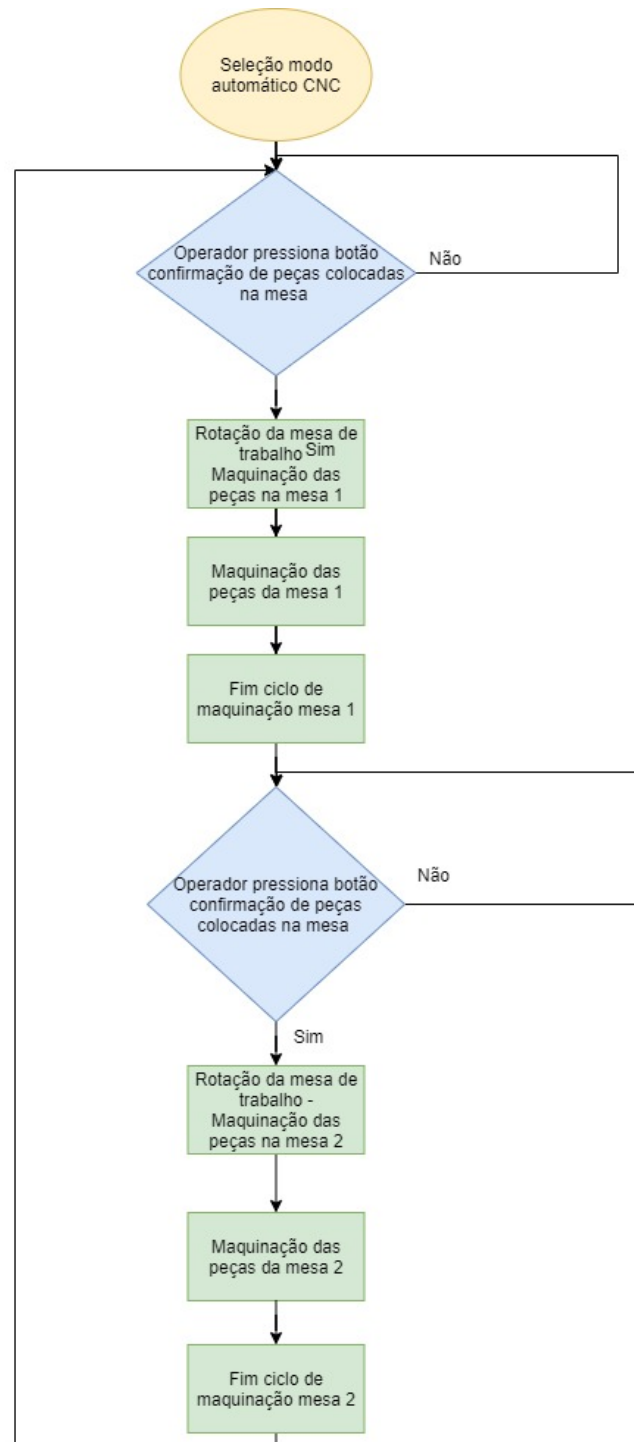 Seleção modo
automático CNC
Operador pressiona botão
confirmação de peças colocadas
na mesa
Não
Rotação da mesa de
trabalho
Sim
Maquinação das
peças na mesa 1
Maquinação das
peças da mesa 1
Fim ciclo de
maquinação mesa 1
Operador pressiona botão
confirmação de peças
colocadas na mesa
Não
Sim
Rotação da mesa de
trabalho -
Maquinação das
peças na mesa 2
Maquinação das
peças da mesa 2
Fim ciclo de
maquinação mesa 2